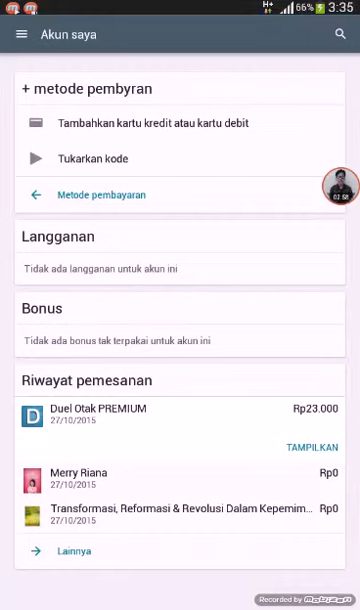 H+ 66% 3:35
Akun saya
+ metode pembyran
Tambahkan kartu kredit atau kartu debit
Tukarkan kode
Metode pembayaran
02:58
Langganan
Tidak ada langganan untuk akun ini
Bonus
Tidak ada bonus tak terpakai untuk akun ini
Riwayat pemesanan
D Duel Otak PREMIUM Rp23.000
27/10/2015
TAMPILKAN
Merry Riana Rp0
27/10/2015
Transformasi, Reformasi & Revolusi Dalam Kepemim... Rp0
27/10/2015
Lainnya
Recorded by Mobizen